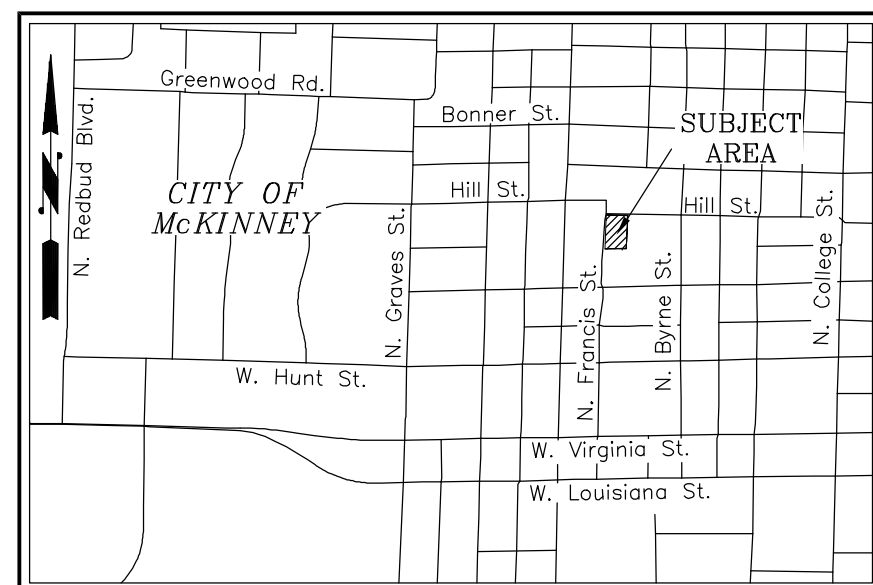 Greenwood Rd.
Bonner St.
SUBJECT
AREA
N. Redbud Blvd.
CITY OF
McKINNEY
Hill St.
Hill St.
N
N. Graves St.
N. College St.
N. Francis St.
N. Byrne St.
W. Hunt St.
W. Virginia St.
W. Louisiana St.